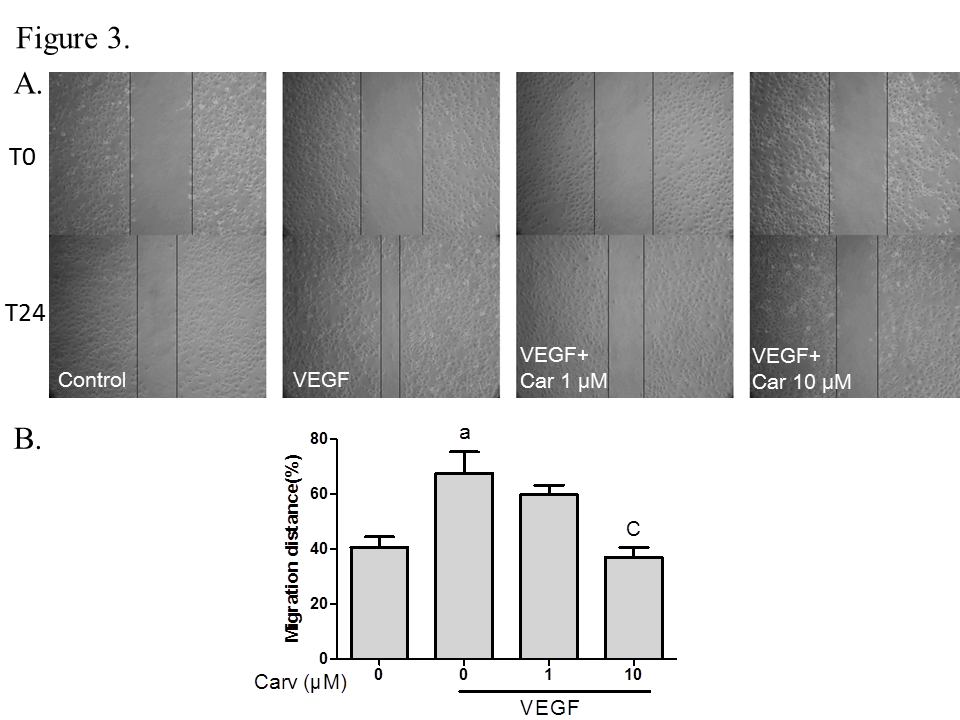 Figure 3.
A.
T0
T24
Control
VEGF
VEGF+
Car 1 µM
VEGF+
Car 10 µM
B.
Migration distance(%)
80
60
40
20
0
a
C
Carv (µM)
0 0 1 10
VEGF